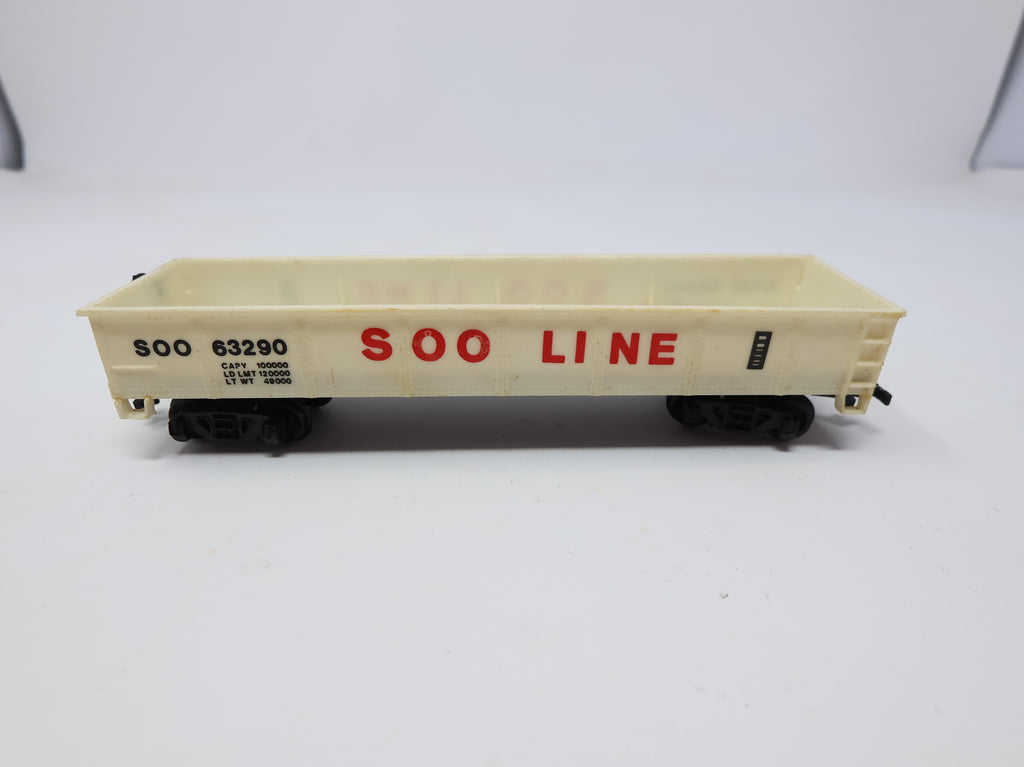 SOO 63290
CAPY 100000
LD LMT 120000
LT WT 49000
SOO LINE